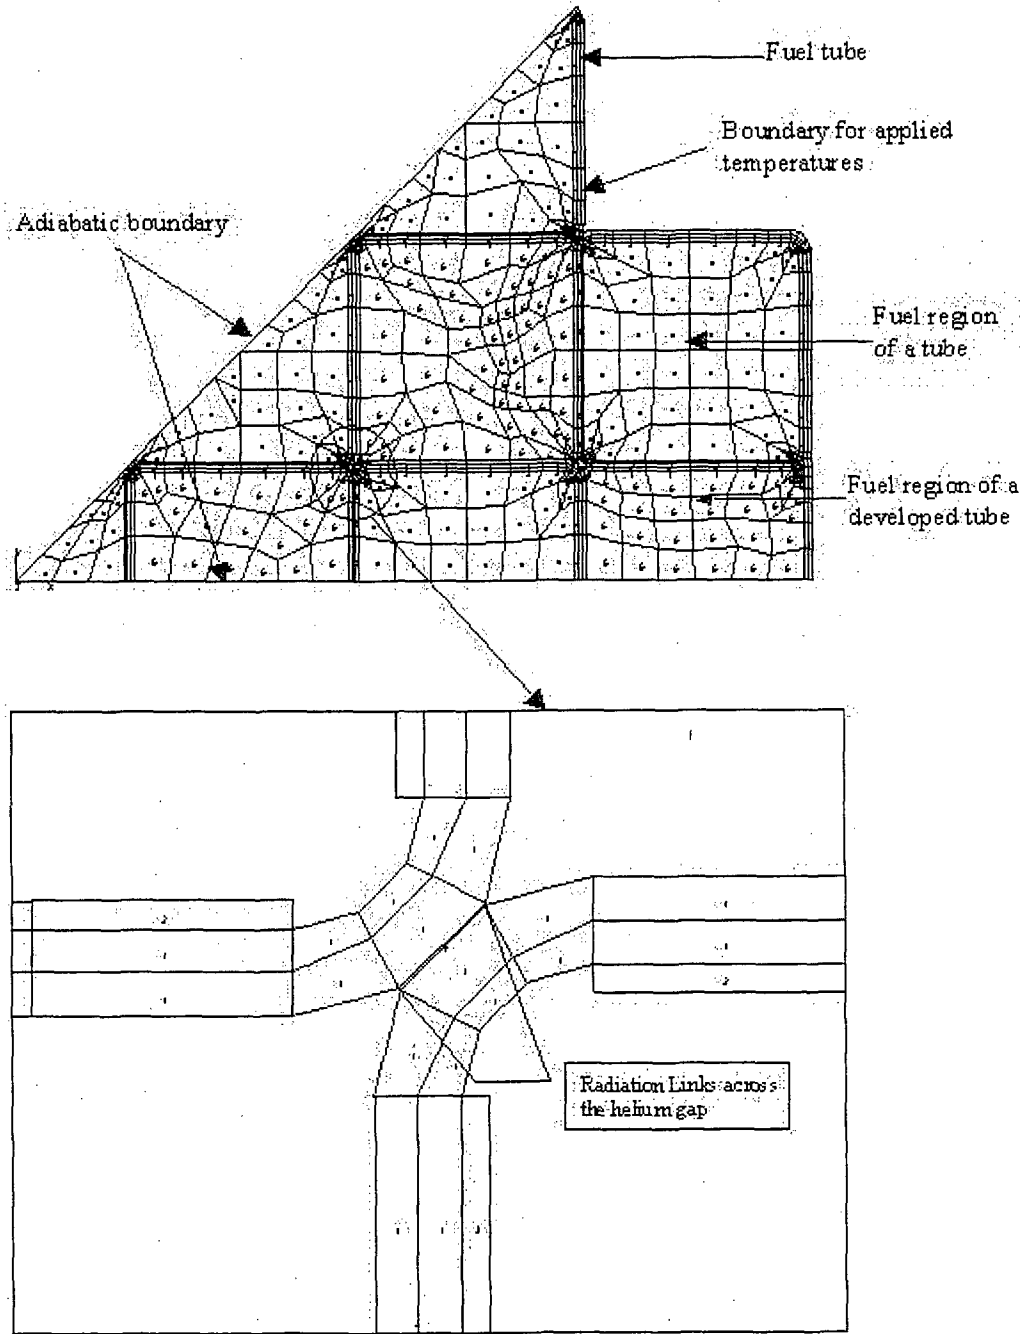 Fuel tube
Boundary for applied
temperatures
Adiabatic boundary
Fuel region
of a tube
Fuel region of a
developed tube
Radiation Links across
the helium gap